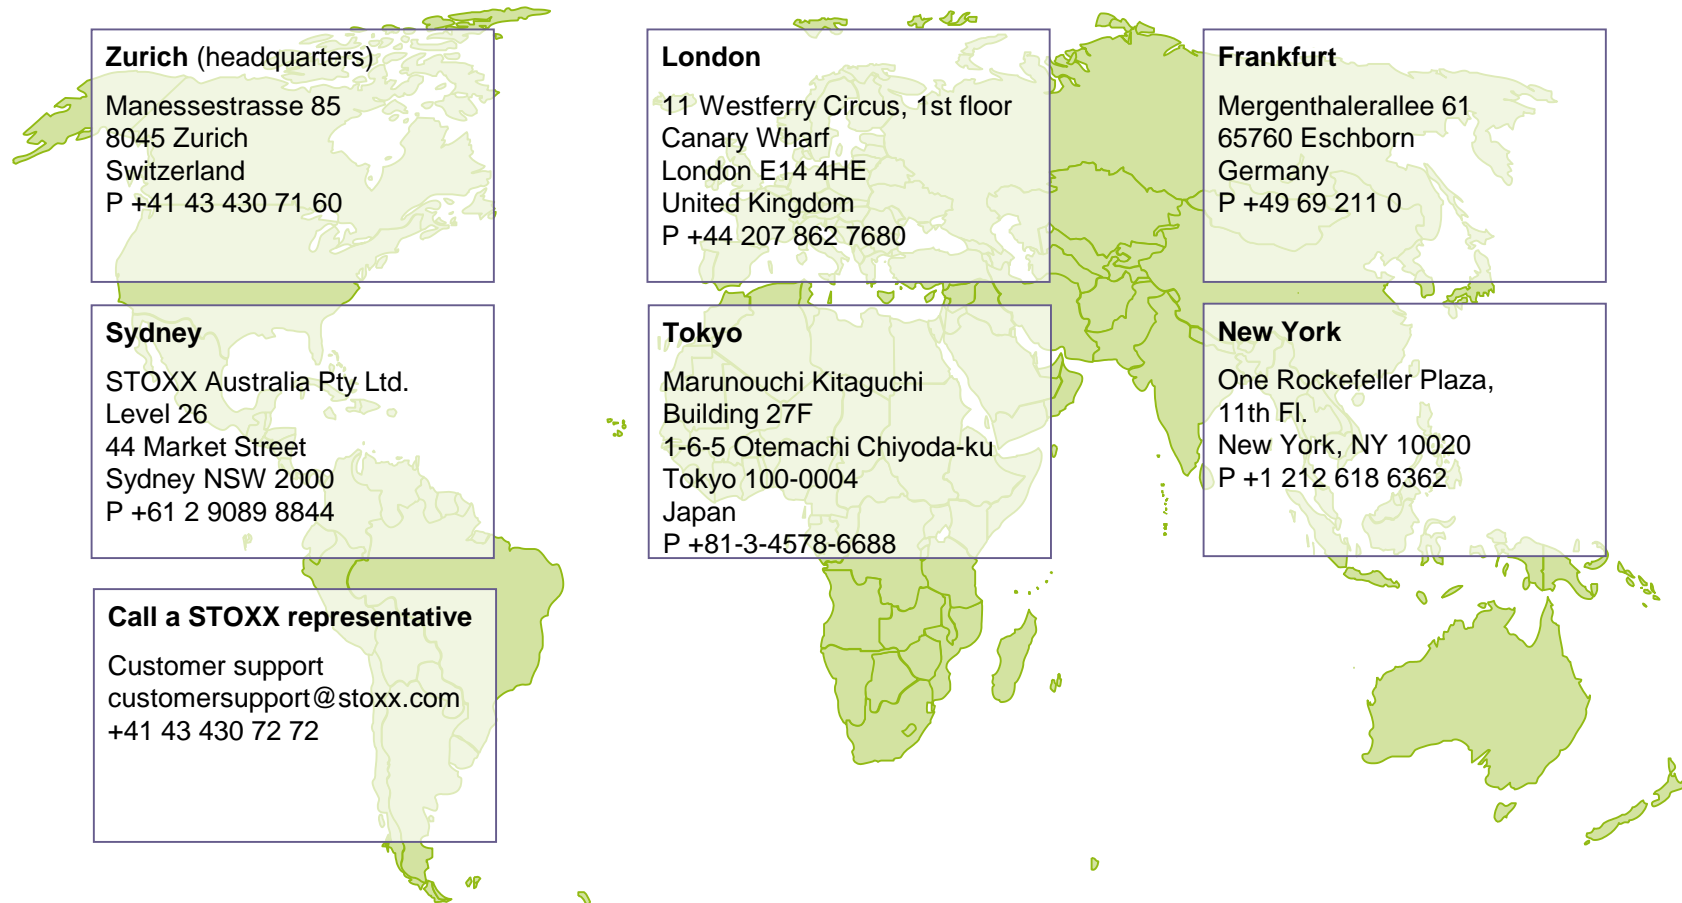 Zurich (headquarters)
Manessestrasse 85
8045 Zurich
Switzerland
P +41 43 430 71 60
London
11 Westferry Circus, 1st floor
Canary Wharf
London E14 4HE
United Kingdom
P +44 207 862 7680
Frankfurt
Mergenthalerallee 61
65760 Eschborn
Germany
P +49 69 211 0
Sydney
STOXX Australia Pty Ltd.
Level 26
44 Market Street
Sydney NSW 2000
P +61 2 9089 8844
Tokyo
Marunouchi Kitaguchi
Building 27F
1-6-5 Otemachi Chiyoda-ku
Tokyo 100-0004
Japan
P +81-3-4578-6688
New York
One Rockefeller Plaza,
11th Fl.
New York, NY 10020
P +1 212 618 6362
Call a STOXX representative
Customer support
customersupport@stoxx.com
+41 43 430 72 72